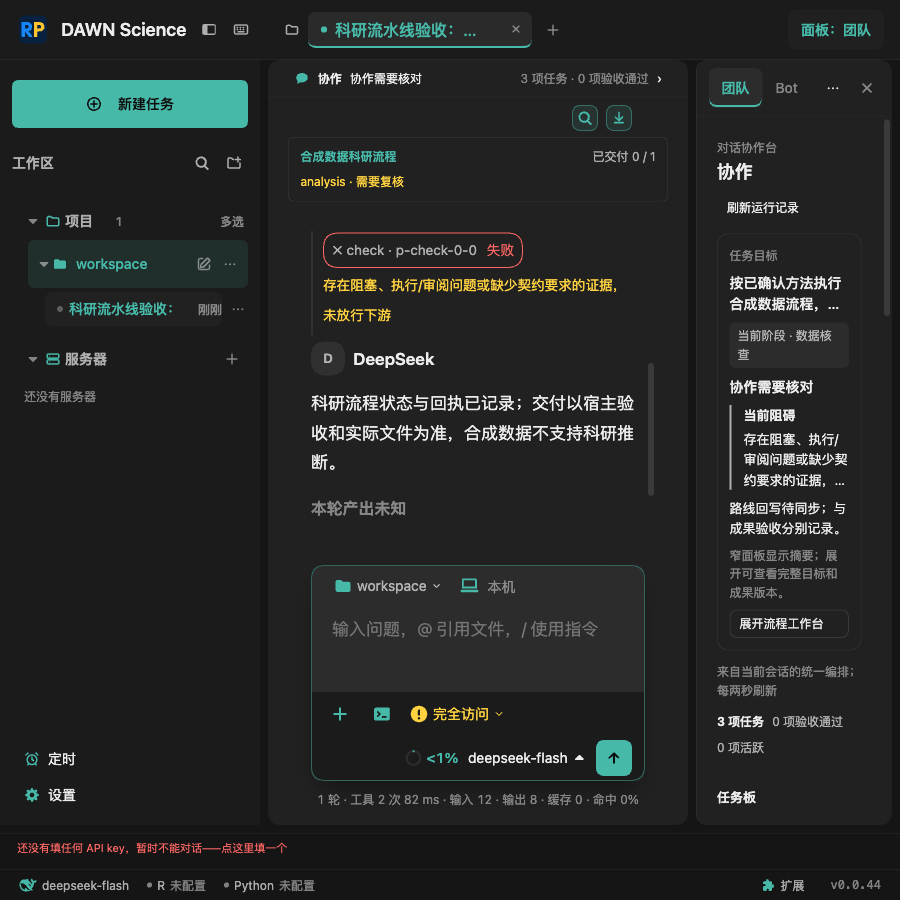 RP DAWN Science
科研流水线验收：...
面板：团队
新建任务
工作区
项目 1 多选
workspace
科研流水线验收： 刚刚
服务器
还没有服务器
定时
设置
协作 协作需要核对 3 项任务 · 0 项验收通过
合成数据科研流程 已交付 0 / 1
analysis · 需要复核
check · p-check-0-0 失败
存在阻塞、执行/审阅问题或缺少契约要求的证据，
未放行下游
D DeepSeek
科研流程状态与回执已记录；交付以宿主验
收和实际文件为准，合成数据不支持科研推
断。
本轮产出未知
workspace 本机
输入问题，@ 引用文件，/ 使用指令
完全访问
<1% deepseek-flash
1 轮 · 工具 2 次 82 ms · 输入 12 · 输出 8 · 缓存 0 · 命中 0%
团队 Bot
对话协作台
协作
刷新运行记录
任务目标
按已确认方法执行
合成数据流程，...
当前阶段 · 数据核
查
协作需要核对
当前阻碍
存在阻塞、执行/
审阅问题或缺少契
约要求的证据，...
路线回写待同步；与
成果验收分别记录。
窄面板显示摘要；展
开可查看完整目标和
成果版本。
展开流程工作台
来自当前会话的统一编排；
每两秒刷新
3 项任务 0 项验收通过
0 项活跃
任务板
还没有填任何 API key，暂时不能对话——点这里填一个
deepseek-flash R 未配置 Python 未配置
扩展 v0.0.44